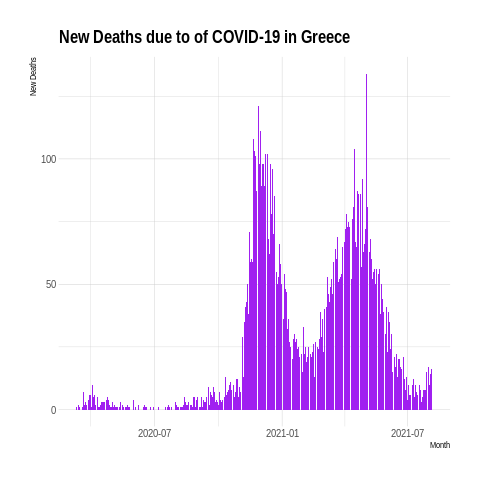 New Deaths due to of COVID-19 in Greece
New Deaths
100
50
0
2020-07
2021-01
2021-07
Month